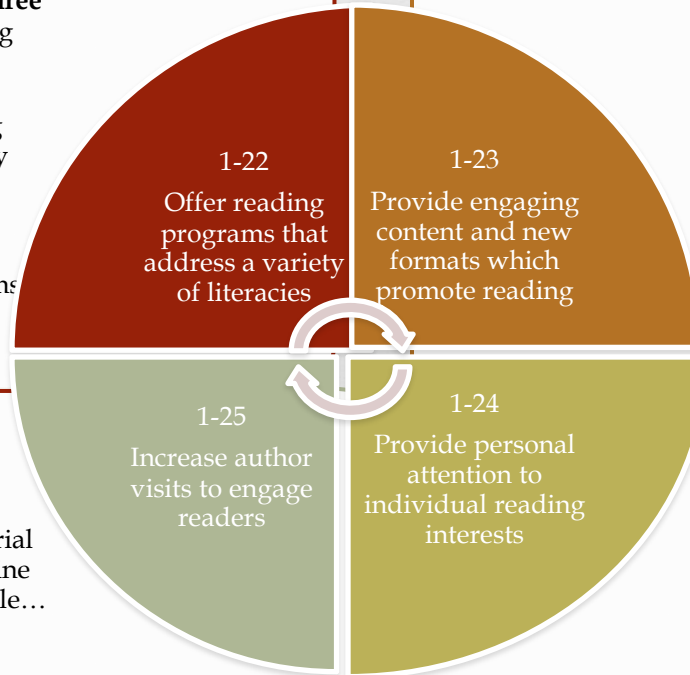 1-22
Offer reading
programs that
address a variety
of literacies
1-23
Provide engaging
content and new
formats which
promote reading
1-25
Increase author
visits to engage
readers
1-24
Provide personal
attention to
individual reading
interests